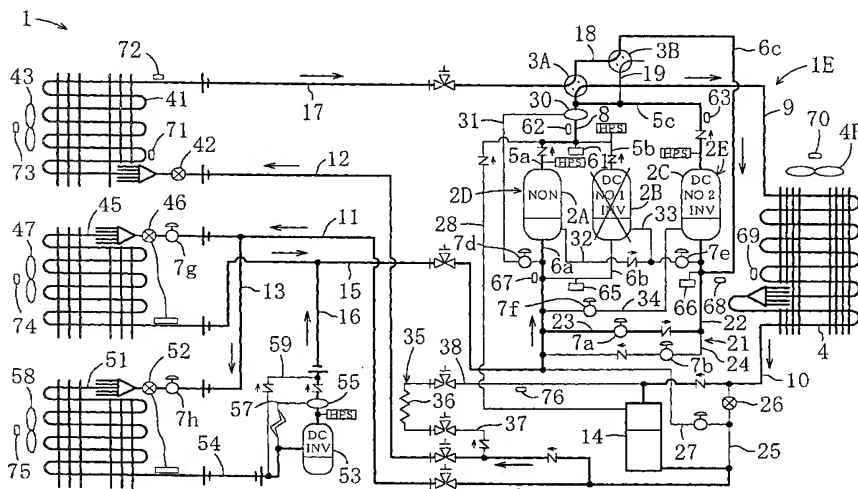 1
72
18
3B
6c
3A
19
1E
43
41
30
8
63
17
31
62
5c
9
70
71
HPS
5b
4F
42
12
61
5a
HPS
HPS
2E
73
46
2D
DC
2C
DC
45
NON
NO 1
2B
NO 2
11
2A
INV
INV
47
28
33
69
7g
7d
32
7e
15
6a
6b
13
67
65
66
68
74
16
7f
34
23
22
35
7a
21
51
52
59
24
4
38
7b
10
58
55
36
76
26
7h
57
HPS
37
14
27
25
75
54
DC
INV
53